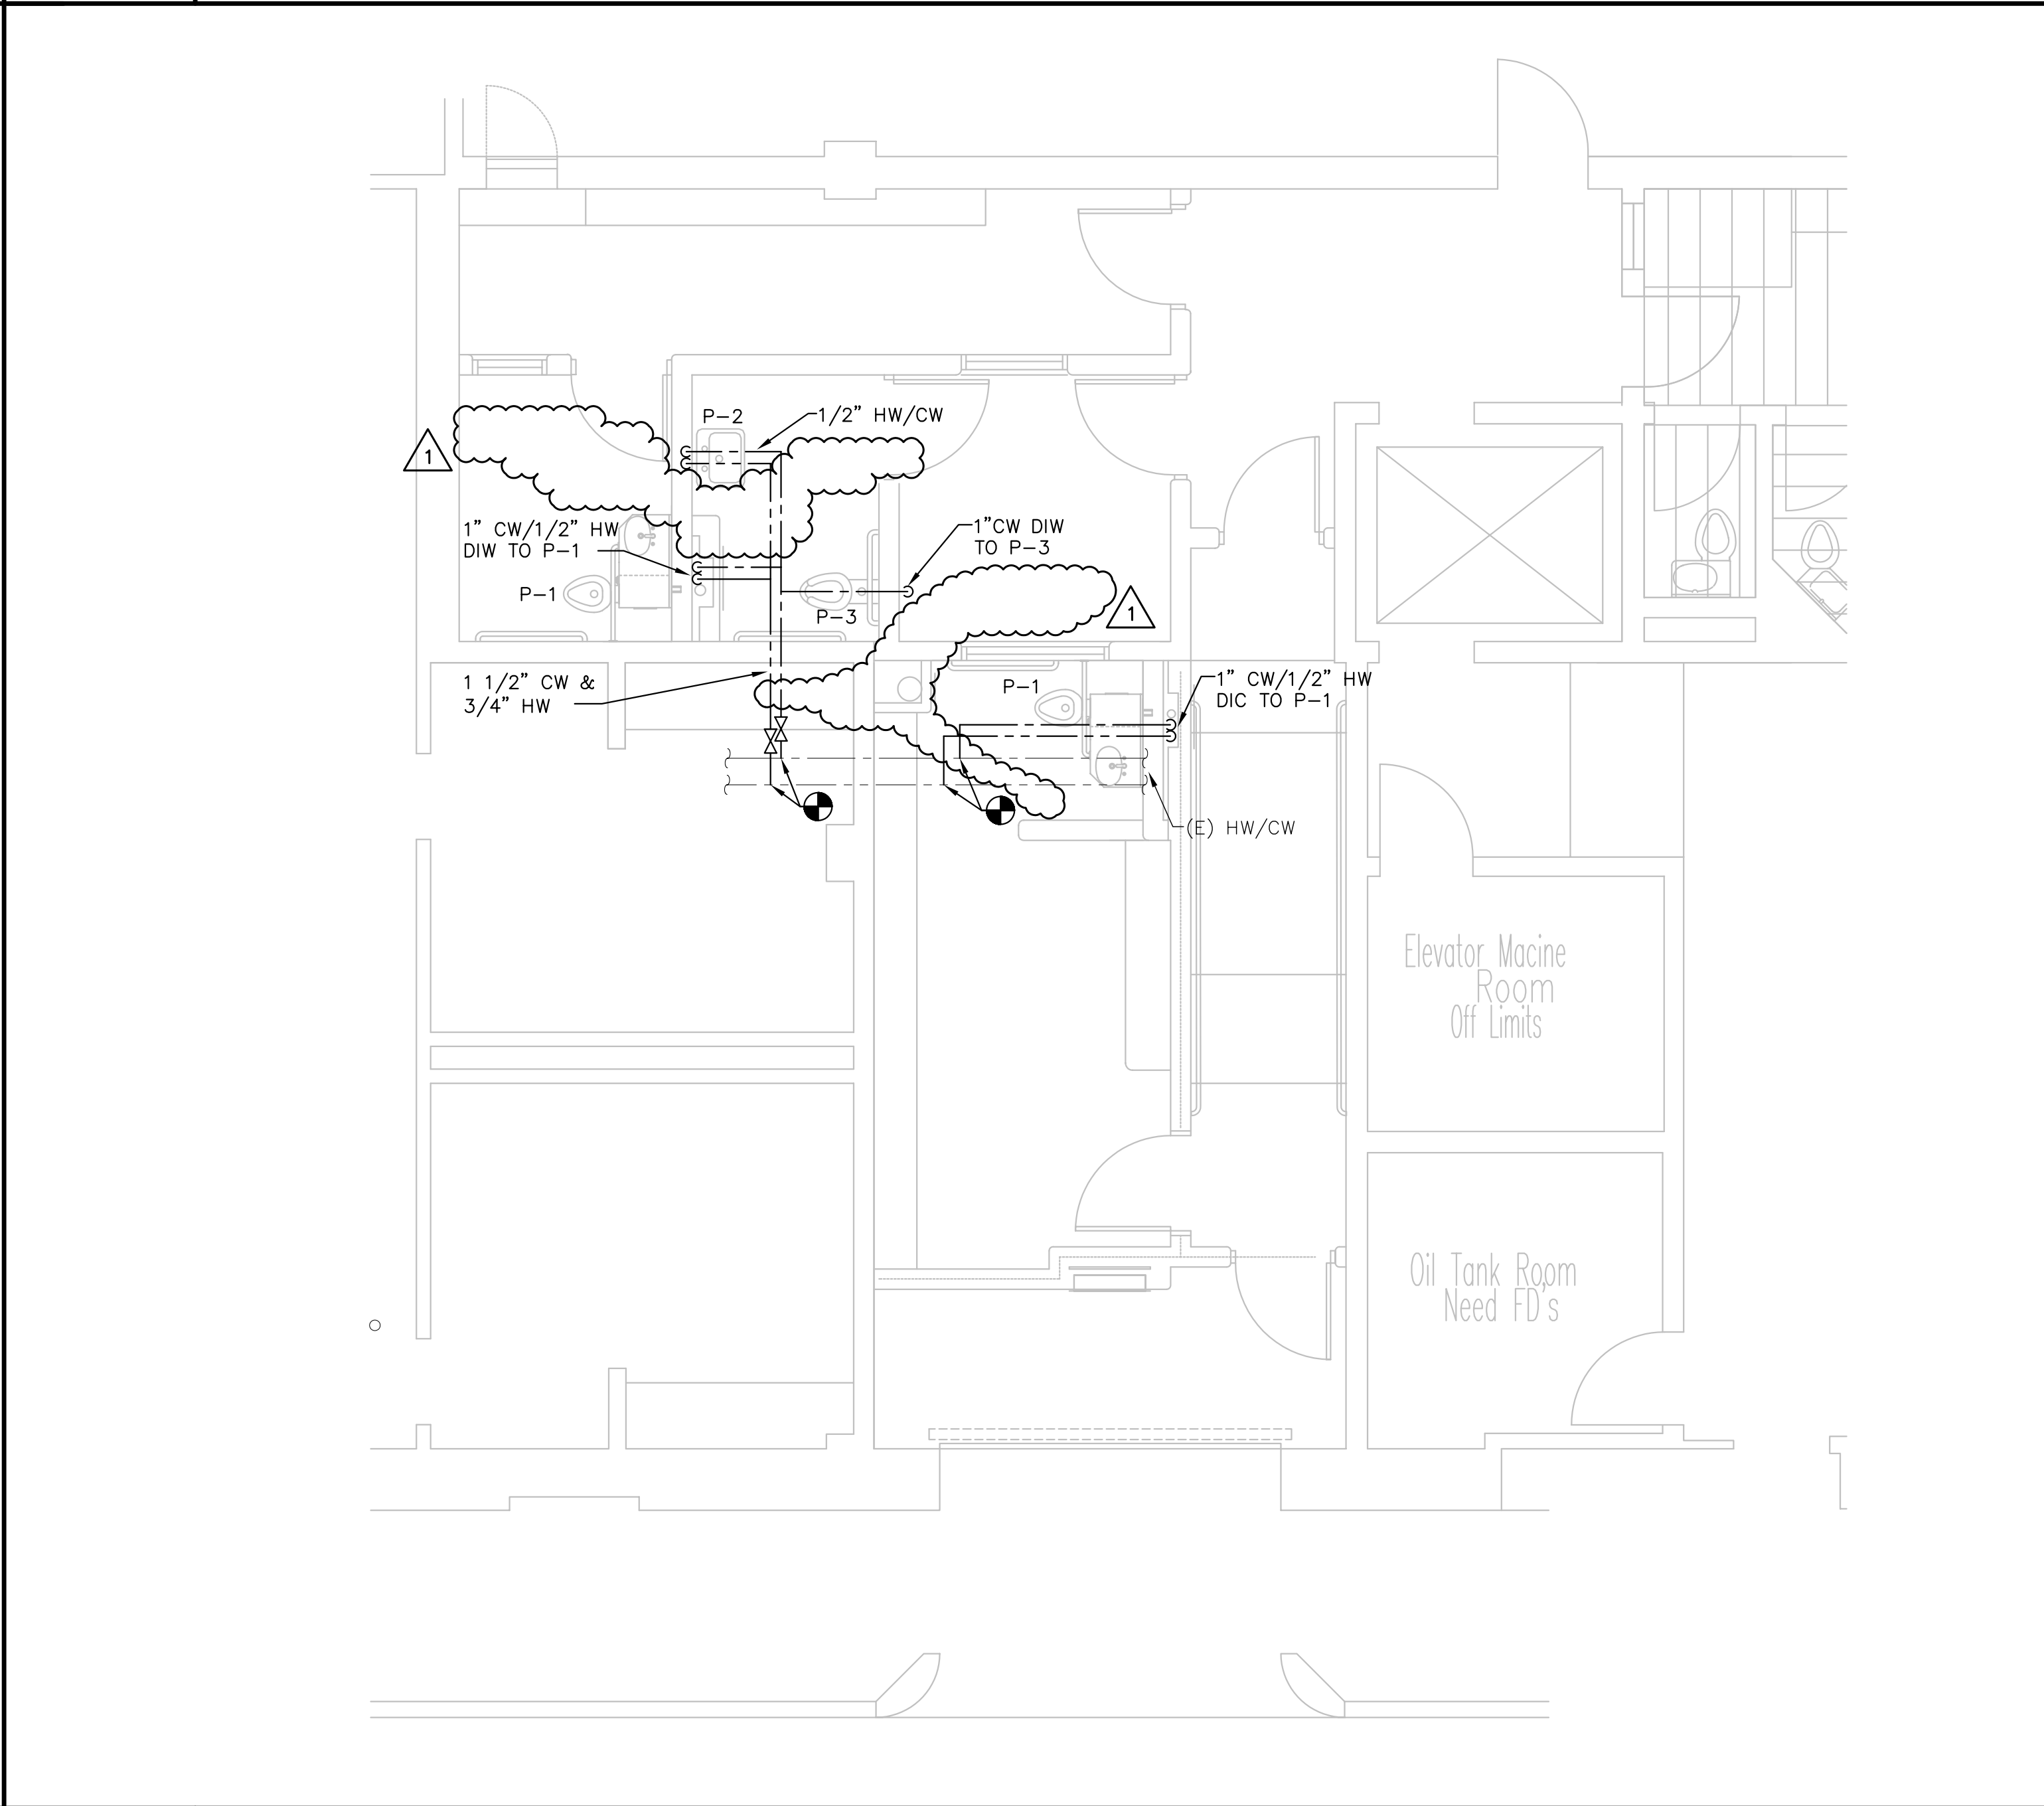 P-2
1/2" HW/CW
1
1" CW/1/2" HW
DIW TO P-1
1"CW DIW
TO P-3
P-1
P-3
1
1 1/2" CW &
3/4" HW
P-1
1" CW/1/2" HW
DIC TO P-1
(E) HW/CW
Elevator Macine
Room
Off Limits
Oil Tank Room,
Need FD's